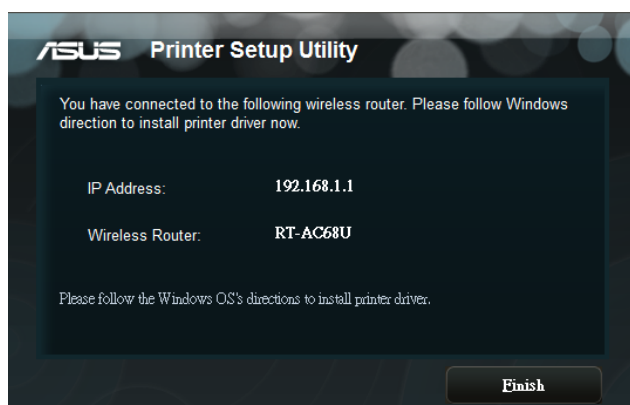 ASUS Printer Setup Utility
You have connected to the following wireless router. Please follow Windows
direction to install printer driver now.
IP Address: 192.168.1.1
Wireless Router: RT-AC68U
Please follow the Windows OS's directions to install printer driver.
Finish